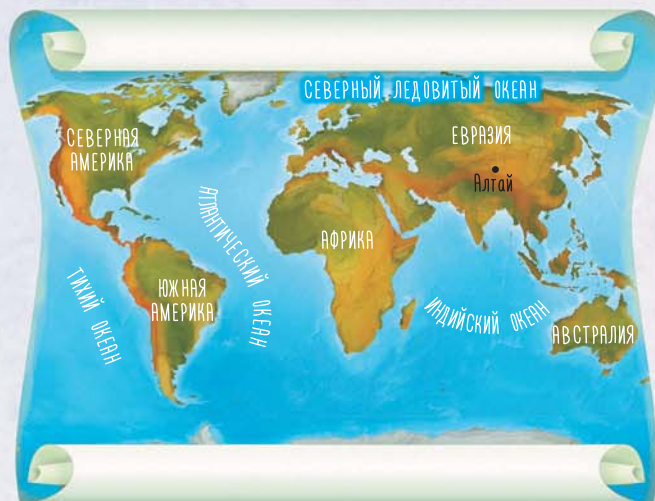 СЕВЕРНЫЙ ЛЕДОВИТЫЙ ОКЕАН
СЕВЕРНАЯ
АМЕРИКА
ЕВРАЗИЯ
Алтай
АТЛАНТИЧЕСКИЙ ОКЕАН
АФРИКА
ТИХИЙ ОКЕАН
ЮЖНАЯ
АМЕРИКА
ИНДИЙСКИЙ ОКЕАН
АВСТРАЛИЯ